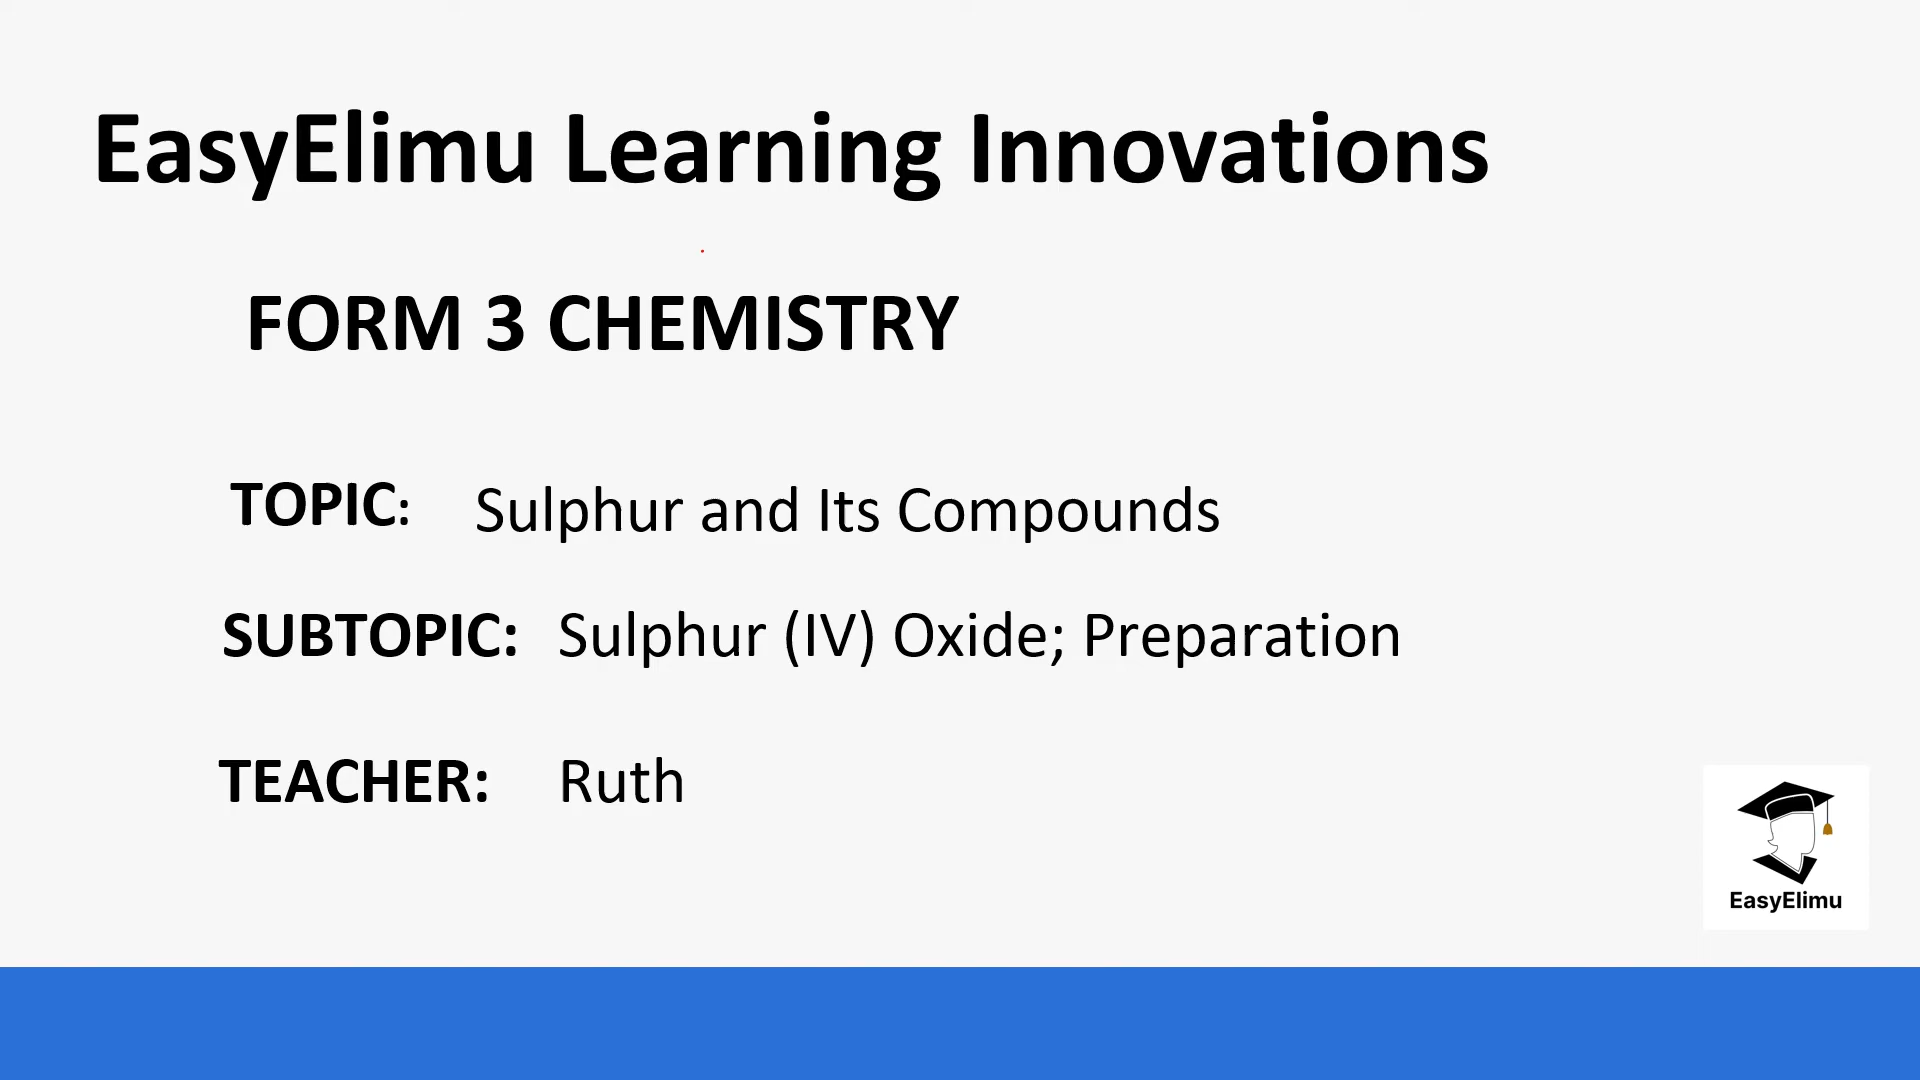 EasyElimu Learning Innovations
FORM 3 CHEMISTRY
TOPIC: Sulphur and Its Compounds
SUBTOPIC: Sulphur (IV) Oxide; Preparation
TEACHER: Ruth
EasyElimu